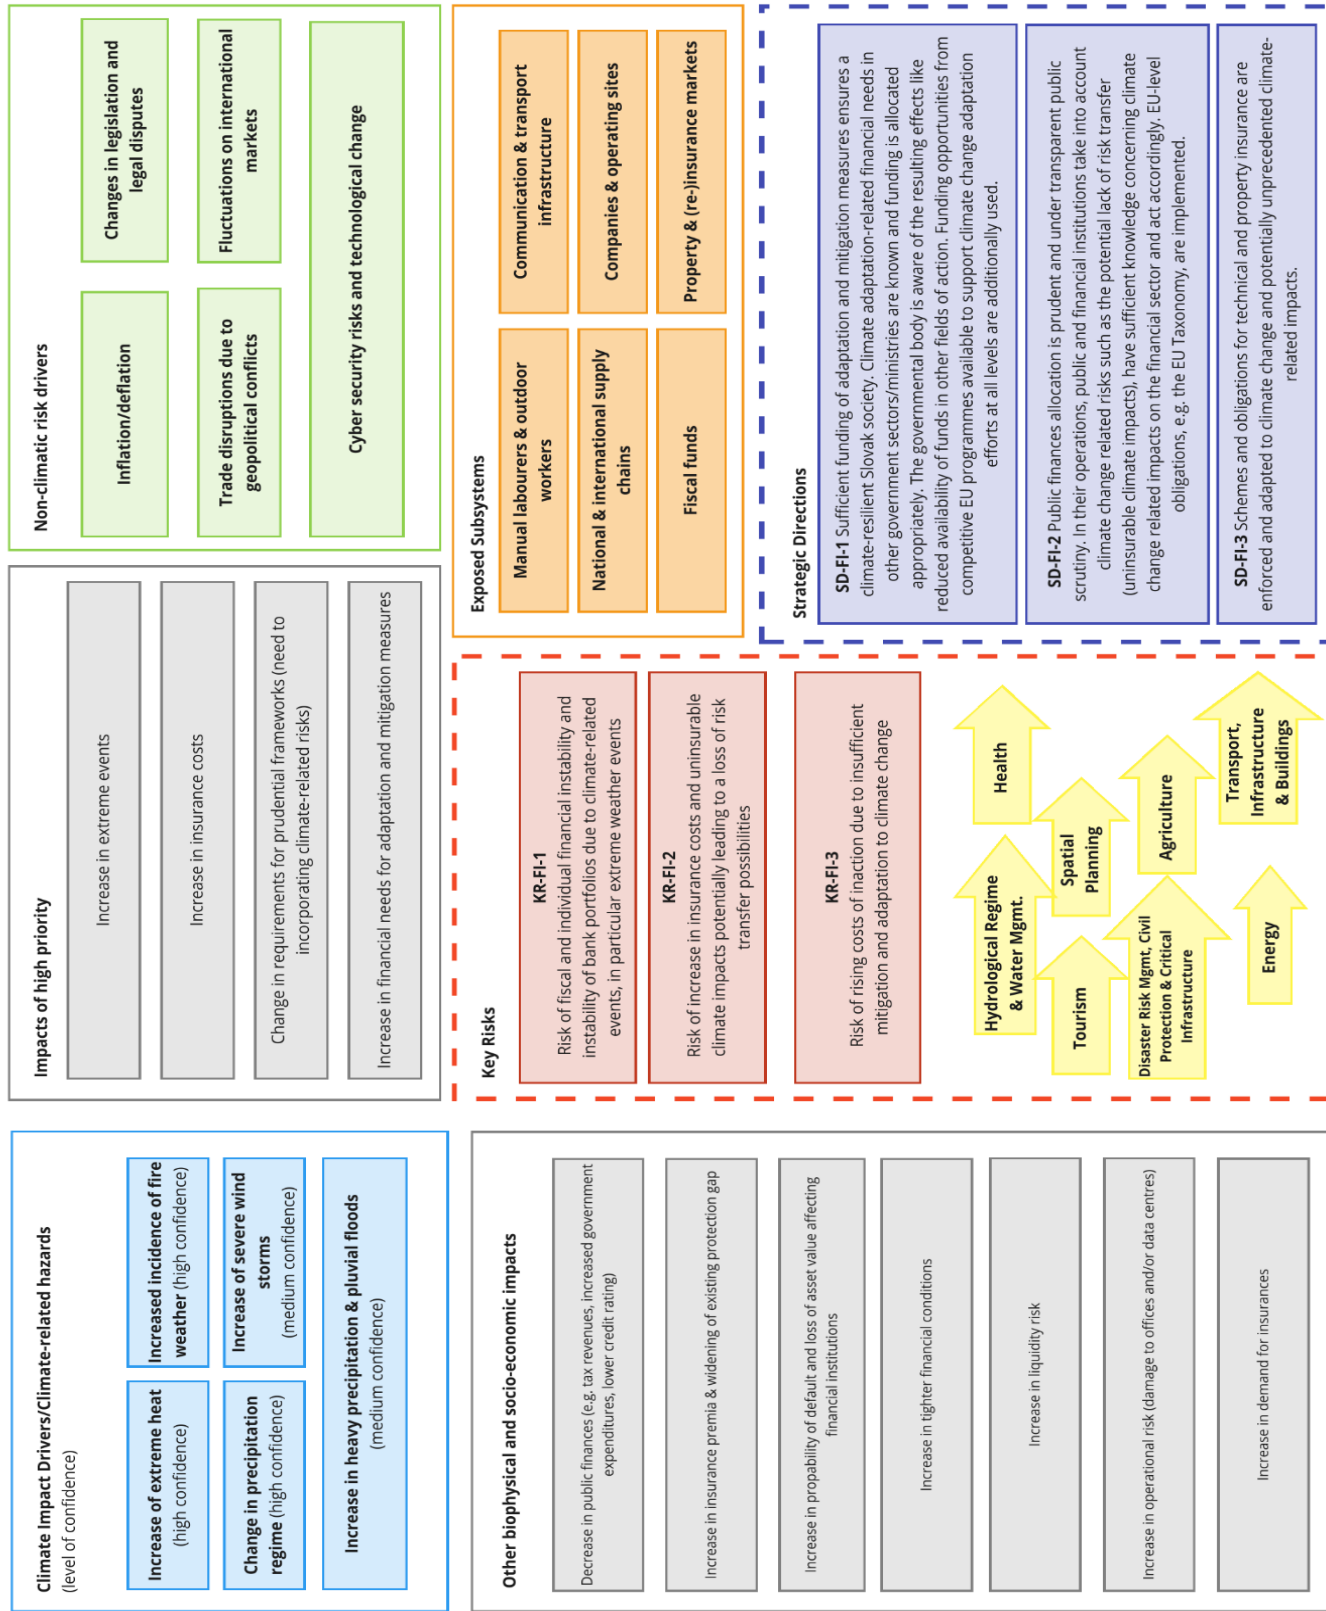 Climate Impact Drivers/Climate-related hazards
(level of confidence)
Increase of extreme heat
(high confidence)
Increased incidence of fire
weather (high confidence)
Change in precipitation
regime (high confidence)
Increase of severe wind
storms
(medium confidence)
Increase in heavy precipitation & pluvial floods
(medium confidence)
Impacts of high priority
Increase in extreme events
Increase in insurance costs
Change in requirements for prudential frameworks (need to
incorporating climate-related risks)
Increase in financial needs for adaptation and mitigation measures
Non-climatic risk drivers
Inflation/deflation
Changes in legislation and
legal disputes
Trade disruptions due to
geopolitical conflicts
Fluctuations on international
markets
Cyber security risks and technological change
Other biophysical and socio-economic impacts
Decrease in public finances (e.g. tax revenues, increased government
expenditures, lower credit rating)
Increase in insurance premia & widening of existing protection gap
Increase in propability of default and loss of asset value affecting
financial institutions
Increase in tighter financial conditions
Increase in liquidity risk
Increase in operational risk (damage to offices and/or data centres)
Increase in demand for insurances
Key Risks
KR-FI-1
Risk of fiscal and individual financial instability and
instability of bank portfolios due to climate-related
events, in particular extreme weather events
KR-FI-2
Risk of increase in insurance costs and uninsurable
climate impacts potentially leading to a loss of risk
transfer possibilities
KR-FI-3
Risk of rising costs of inaction due to insufficient
mitigation and adaptation to climate change
Hydrological Regime
& Water Mgmt.
Health
Tourism
Spatial
Planning
Disaster Risk Mgmt, Civil
Protection & Critical
Infrastructure
Agriculture
Energy
Transport,
Infrastructure
& Buildings
Exposed Subsystems
Manual labourers & outdoor
workers
Communication & transport
infrastructure
National & international supply
chains
Companies & operating sites
Fiscal funds
Property & (re-)insurance markets
Strategic Directions
SD-FI-1 Sufficient funding of adaptation and mitigation measures ensures a
climate-resilient Slovak society. Climate adaptation-related financial needs in
other government sectors/ministries are known and funding is allocated
appropriately. The governmental body is aware of the resulting effects like
reduced availability of funds in other fields of action. Funding opportunities from
competitive EU programmes available to support climate change adaptation
efforts at all levels are additionally used.
SD-FI-2 Public finances allocation is prudent and under transparent public
scrutiny. In their operations, public and financial institutions take into account
climate change related risks such as the potential lack of risk transfer
(uninsurable climate impacts), have sufficient knowledge concerning climate
change related impacts on the financial sector and act accordingly. EU-level
obligations, e.g. the EU Taxonomy, are implemented.
SD-FI-3 Schemes and obligations for technical and property insurance are
enforced and adapted to climate change and potentially unprecedented climate-
related impacts.